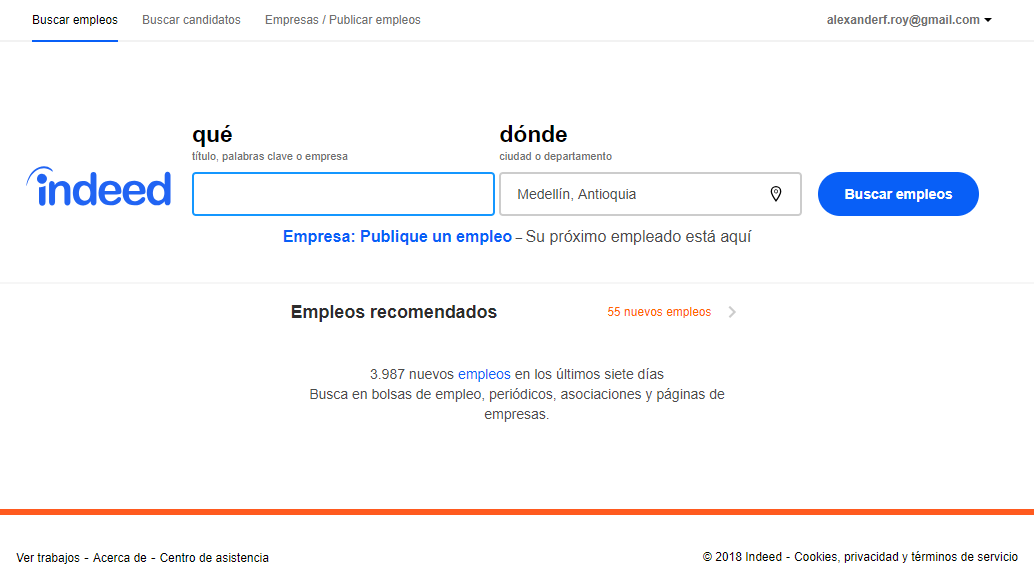 Buscar empleos Buscar candidatos Empresas / Publicar empleos alexanderf.roy@gmail.com
qué dónde
título, palabras clave o empresa ciudad o departamento
indeed Medellín, Antioquia Buscar empleos
Empresa: Publique un empleo – Su próximo empleado está aquí
Empleos recomendados 55 nuevos empleos
3.987 nuevos empleos en los últimos siete días
Busca en bolsas de empleo, periódicos, asociaciones y páginas de
empresas.
Ver trabajos - Acerca de - Centro de asistencia © 2018 Indeed - Cookies, privacidad y términos de servicio